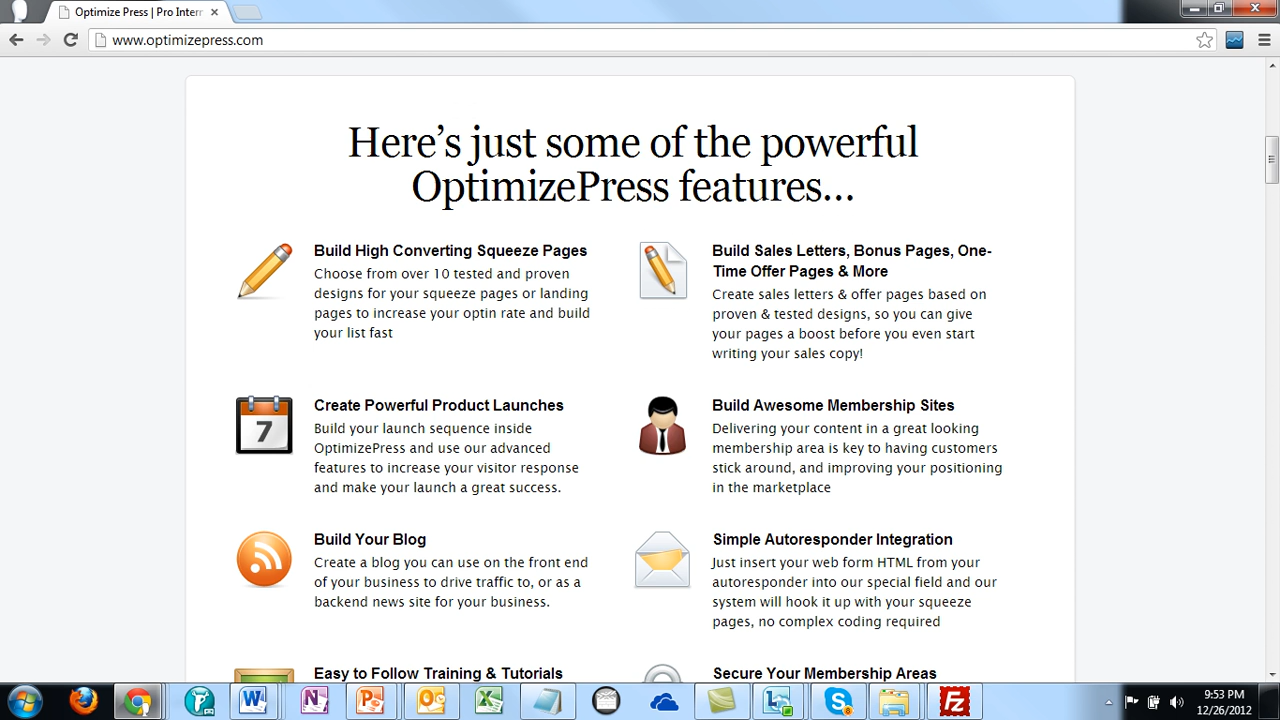 Optimize Press | Pro Inter
www.optimizepress.com
Here’s just some of the powerful
OptimizePress features...
Build High Converting Squeeze Pages
Choose from over 10 tested and proven
designs for your squeeze pages or landing
pages to increase your optin rate and build
your list fast
Build Sales Letters, Bonus Pages, One-
Time Offer Pages & More
Create sales letters & offer pages based on
proven & tested designs, so you can give
your pages a boost before you even start
writing your sales copy!
7
Create Powerful Product Launches
Build your launch sequence inside
OptimizePress and use our advanced
features to increase your visitor response
and make your launch a great success.
Build Awesome Membership Sites
Delivering your content in a great looking
membership area is key to having customers
stick around, and improving your positioning
in the marketplace
Build Your Blog
Create a blog you can use on the front end
of your business to drive traffic to, or as a
backend news site for your business.
Simple Autoresponder Integration
Just insert your web form HTML from your
autoresponder into our special field and our
system will hook it up with your squeeze
pages, no complex coding required
Easy to Follow Training & Tutorials
Secure Your Membership Areas
9:53 PM
12/26/2012